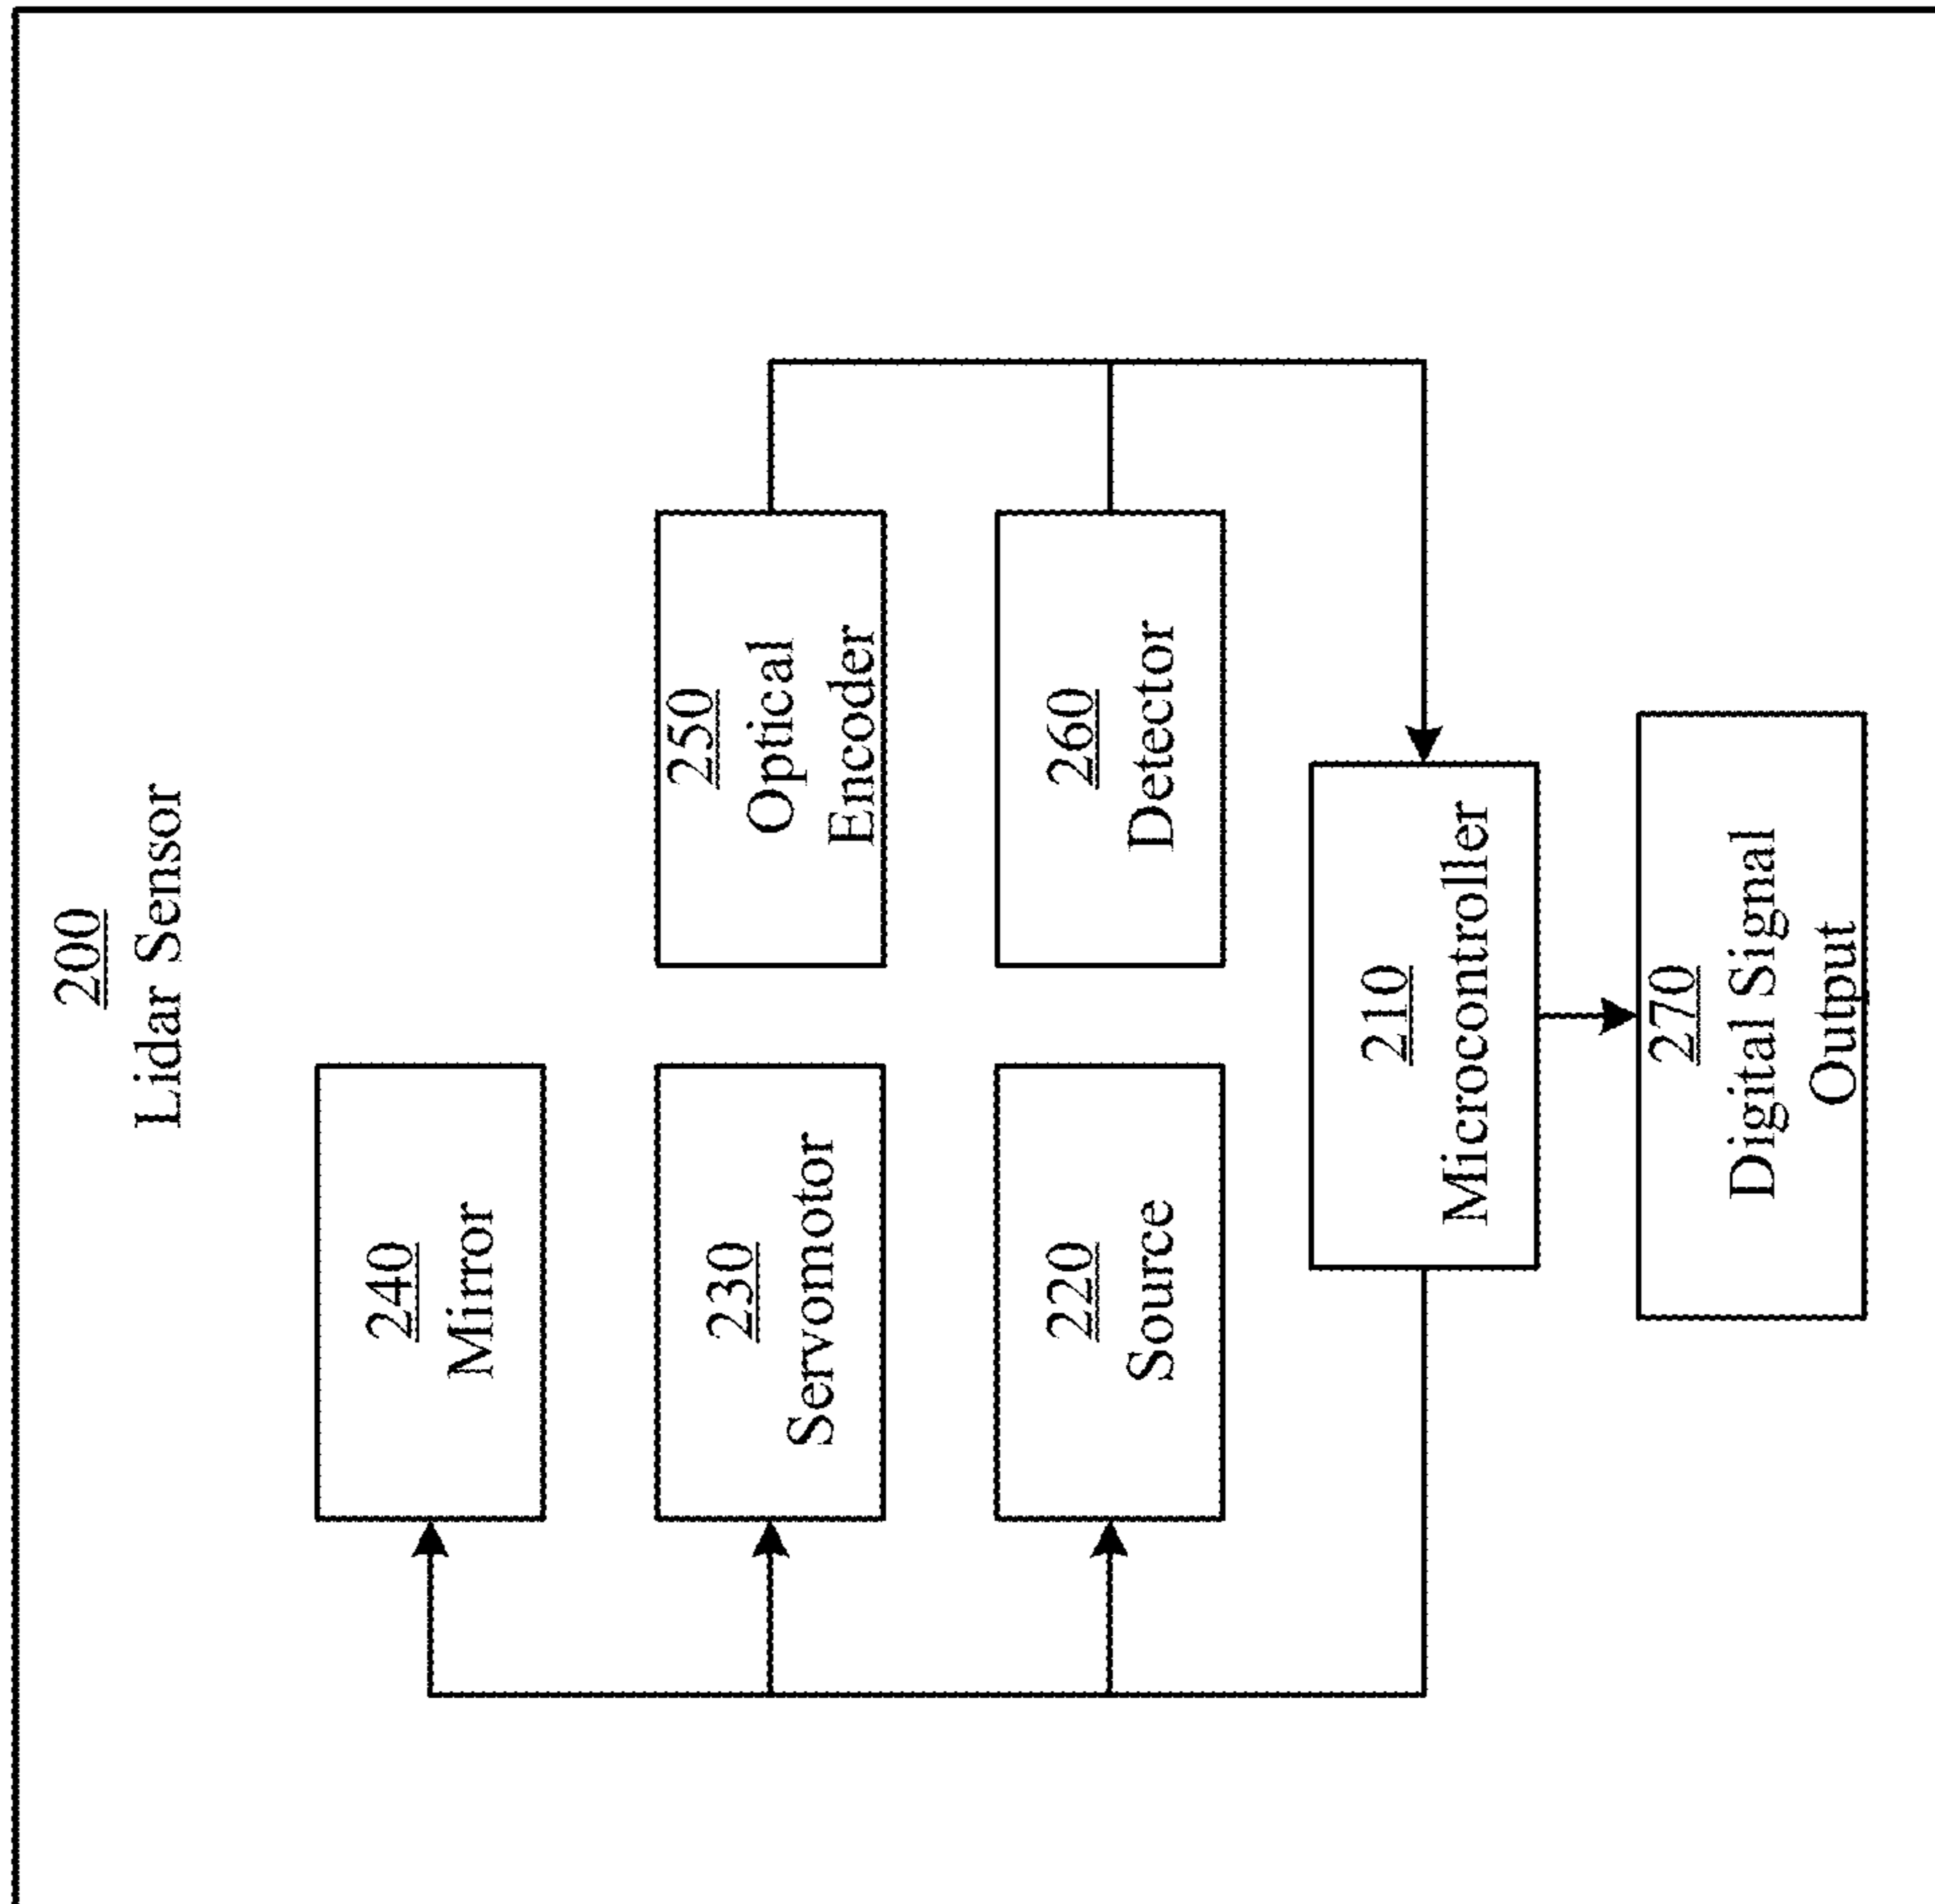 200
Lidar Sensor
240
Mirror
230
Servomotor
220
Source
250
Optical
Encoder
260
Detector
210
Microcontroller
270
Digital Signal
Output